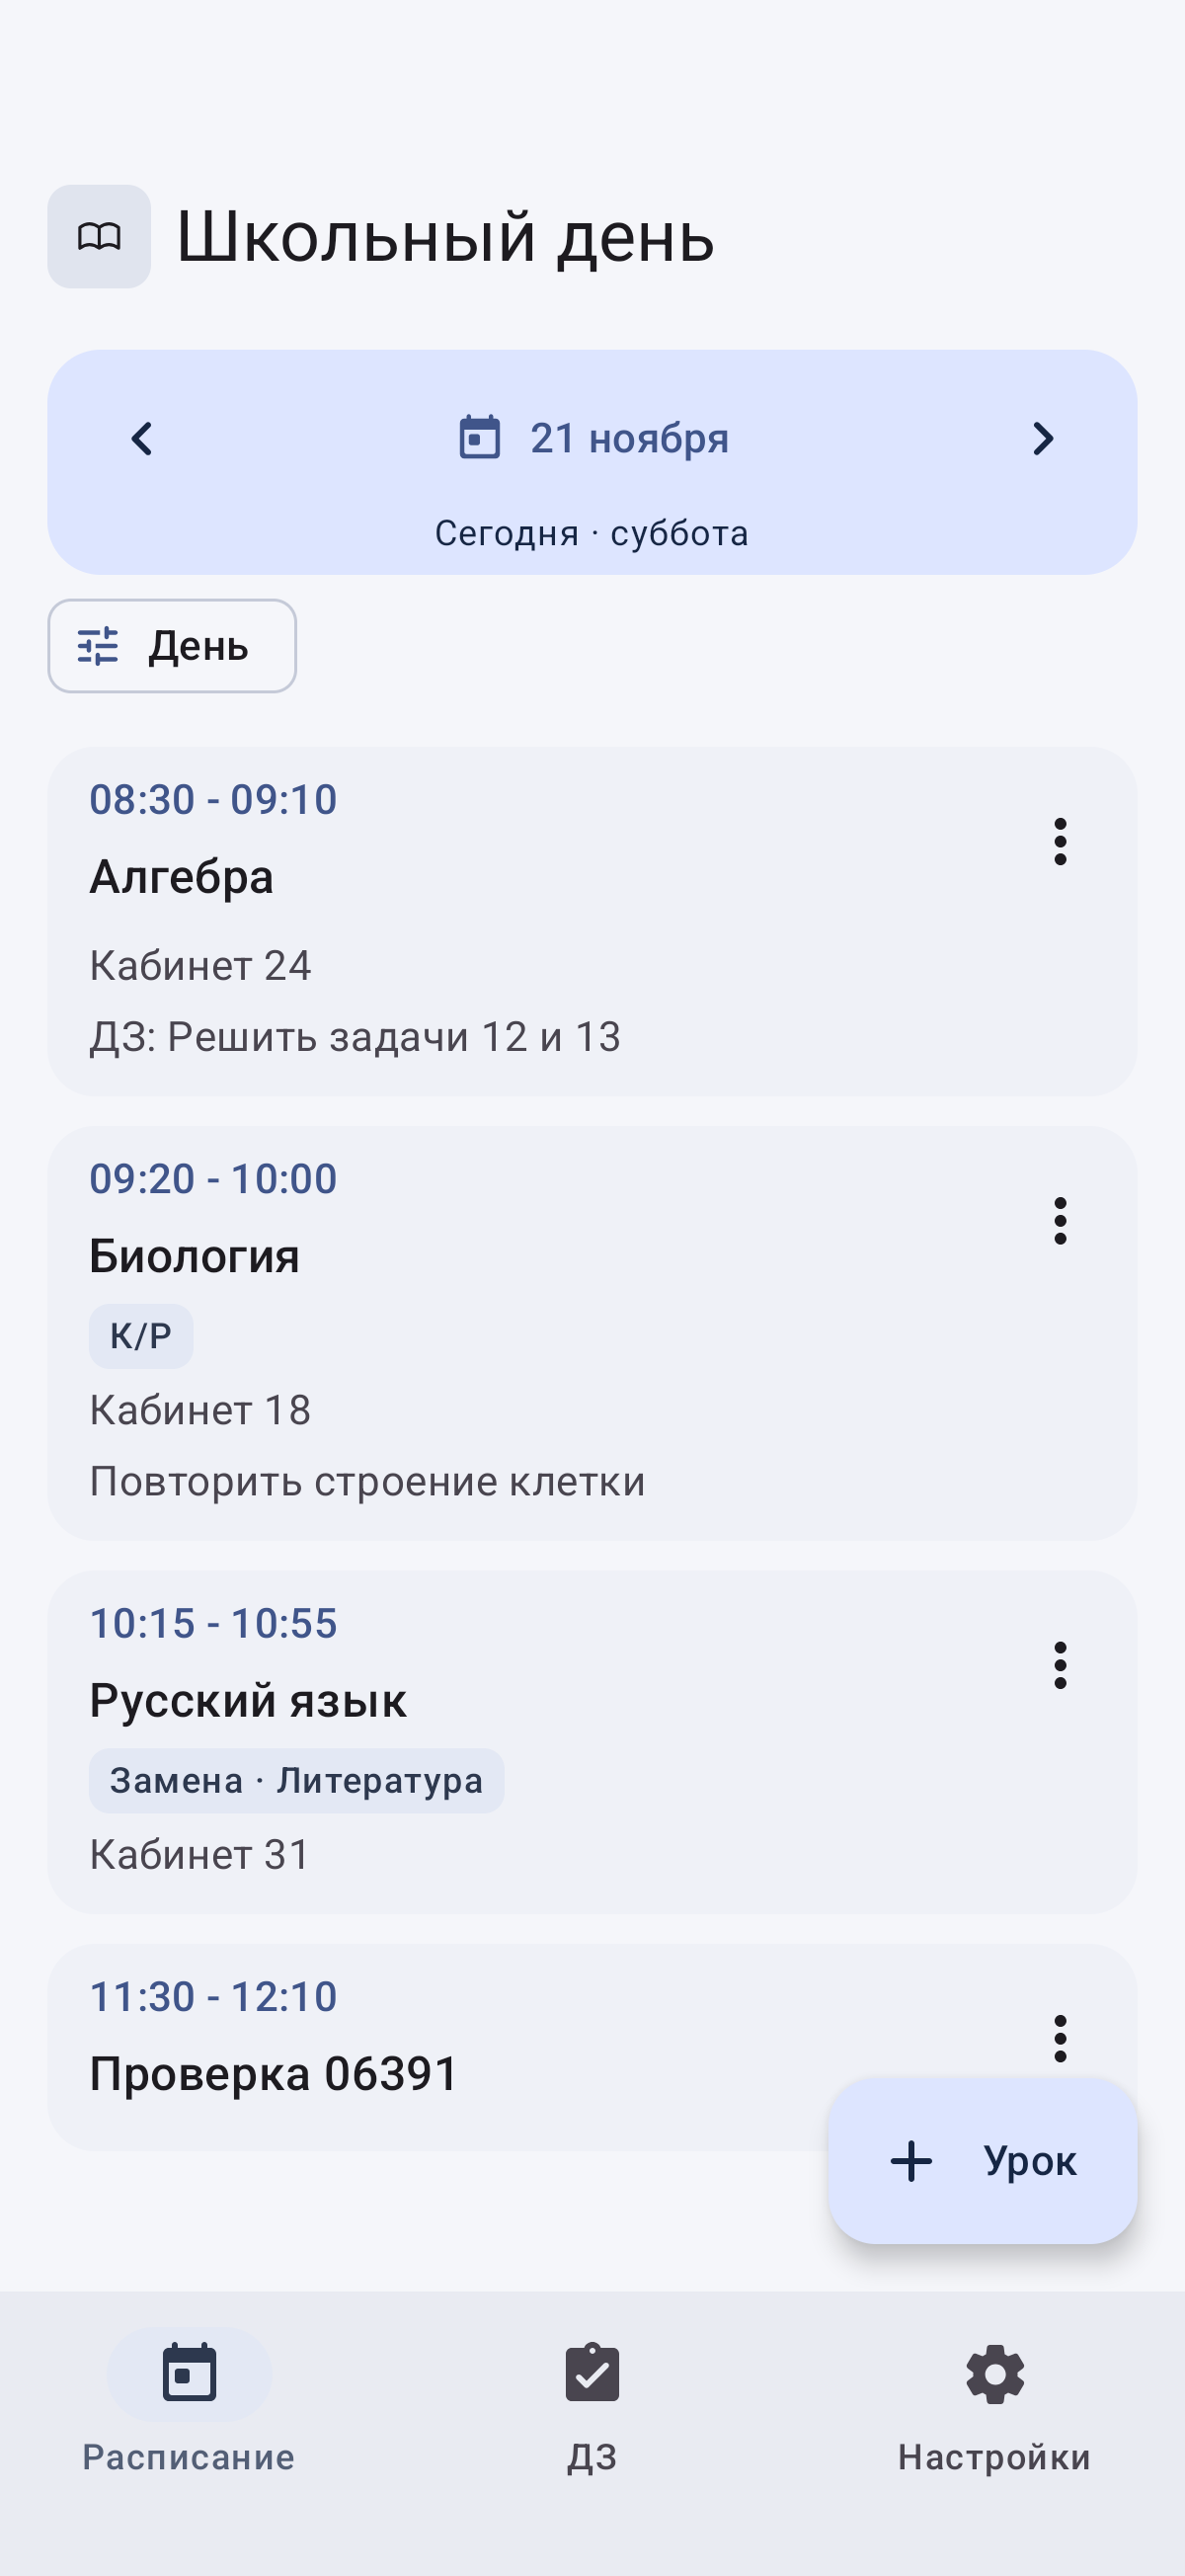 Школьный день
21 ноября
Сегодня · суббота
День
08:30 - 09:10
Алгебра
Кабинет 24
ДЗ: Решить задачи 12 и 13
09:20 - 10:00
Биология
К/Р
Кабинет 18
Повторить строение клетки
10:15 - 10:55
Русский язык
Замена · Литература
Кабинет 31
11:30 - 12:10
Проверка 06391
Урок
Расписание
ДЗ
Настройки